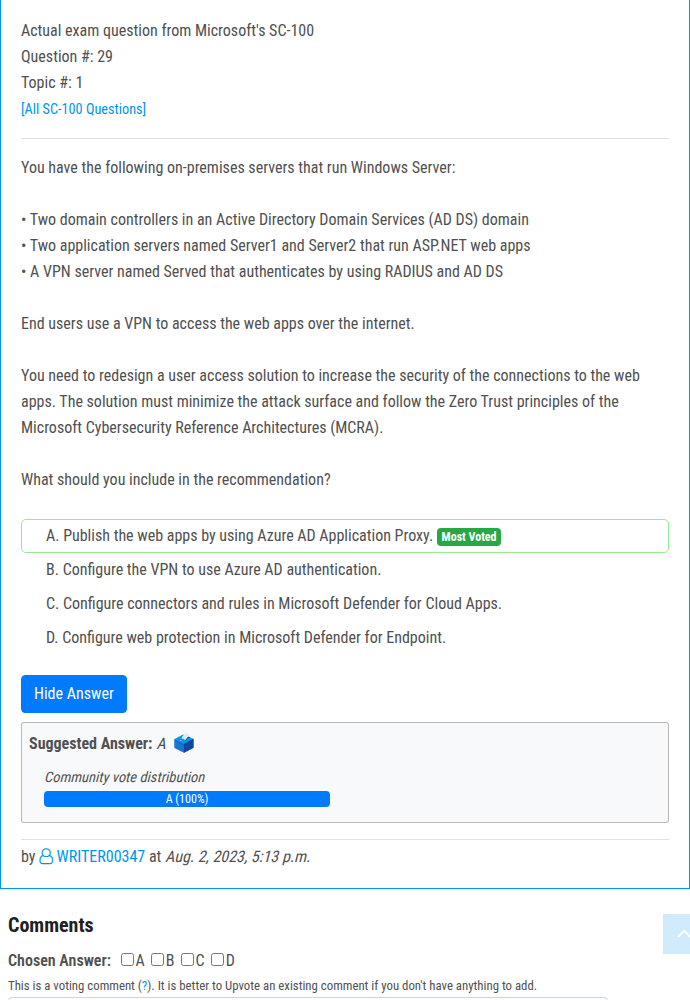 Actual exam question from Microsoft's SC-100
Question #: 29
Topic #: 1
[All SC-100 Questions]
You have the following on-premises servers that run Windows Server:
• Two domain controllers in an Active Directory Domain Services (AD DS) domain
• Two application servers named Server1 and Server2 that run ASP.NET web apps
• A VPN server named Served that authenticates by using RADIUS and AD DS
End users use a VPN to access the web apps over the internet.
You need to redesign a user access solution to increase the security of the connections to the web
apps. The solution must minimize the attack surface and follow the Zero Trust principles of the
Microsoft Cybersecurity Reference Architectures (MCRA).
What should you include in the recommendation?
A. Publish the web apps by using Azure AD Application Proxy. Most Voted
B. Configure the VPN to use Azure AD authentication.
C. Configure connectors and rules in Microsoft Defender for Cloud Apps.
D. Configure web protection in Microsoft Defender for Endpoint.
Hide Answer
Suggested Answer: A
Community vote distribution
A (100%)
by WRITER00347 at Aug. 2, 2023, 5:13 p.m.
Comments
Chosen Answer: A B C D
This is a voting comment (?). It is better to Upvote an existing comment if you don't have anything to add.